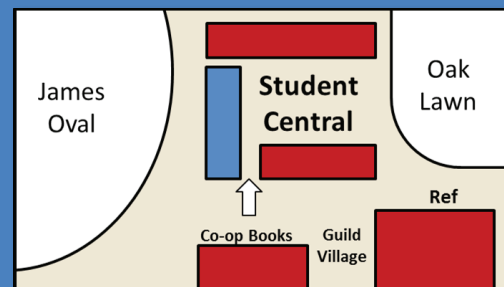 James
Oval
Student
Central
Oak
Lawn
Ref
Co-op Books
Guild
Village